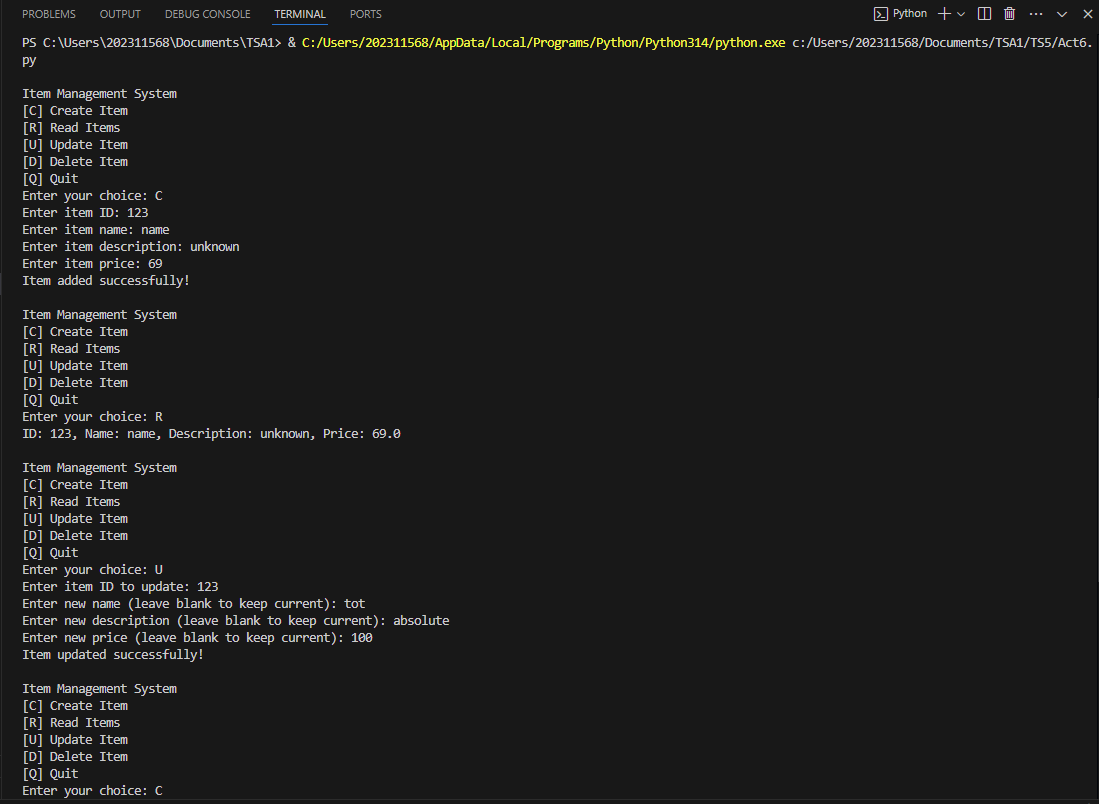 PROBLEMS OUTPUT DEBUG CONSOLE TERMINAL PORTS Python
PS C:\Users\202311568\Documents\TSA1> & C:/Users/202311568/AppData/Local/Programs/Python/Python314/python.exe c:/Users/202311568/Documents/TSA1/TS5/Act6.
py
Item Management System
[C] Create Item
[R] Read Items
[U] Update Item
[D] Delete Item
[Q] Quit
Enter your choice: C
Enter item ID: 123
Enter item name: name
Enter item description: unknown
Enter item price: 69
Item added successfully!
Item Management System
[C] Create Item
[R] Read Items
[U] Update Item
[D] Delete Item
[Q] Quit
Enter your choice: R
ID: 123, Name: name, Description: unknown, Price: 69.0
Item Management System
[C] Create Item
[R] Read Items
[U] Update Item
[D] Delete Item
[Q] Quit
Enter your choice: U
Enter item ID to update: 123
Enter new name (leave blank to keep current): tot
Enter new description (leave blank to keep current): absolute
Enter new price (leave blank to keep current): 100
Item updated successfully!
Item Management System
[C] Create Item
[R] Read Items
[U] Update Item
[D] Delete Item
[Q] Quit
Enter your choice: C